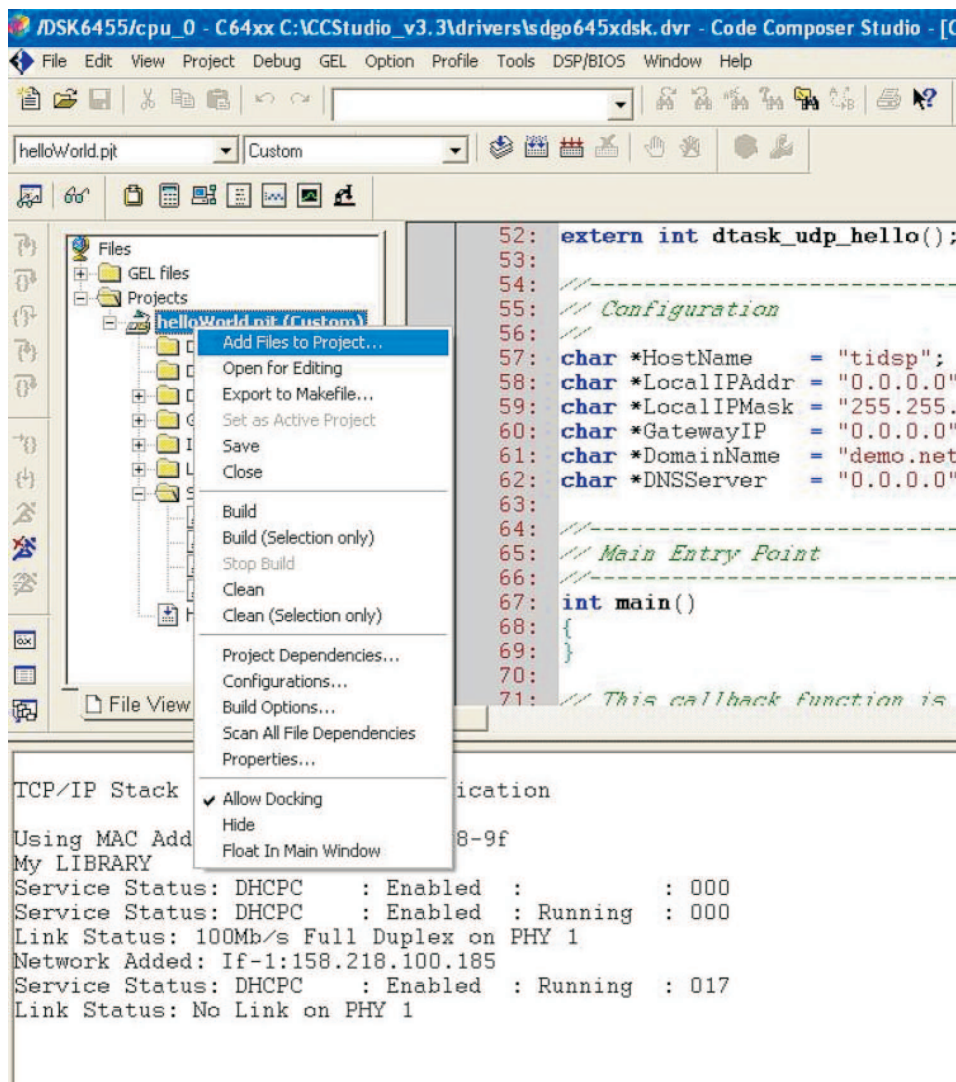 /DSK6455/cpu_0 - C64xx C:\CCStudio_v3.3\drivers\sdgo645xdsk.dvr - Code Composer Studio - [C
File Edit View Project Debug GEL Option Profile Tools DSP/BIOS Window Help
helloWorld.pjt Custom
Files
GEL files
Projects
helloWorld.pjt (Custom)
Add Files to Project...
Open for Editing
Export to Makefile...
Set as Active Project
Save
Close
Build
Build (Selection only)
Stop Build
Clean
Clean (Selection only)
Project Dependencies...
Configurations...
Build Options...
Scan All File Dependencies
Properties...
Allow Docking
Hide
Float In Main Window
File View
52: extern int dtask_udp_hello();
53:
54: //---------------------------
55: // Configuration
56: //
57: char *HostName = "tidsp";
58: char *LocalIPAddr = "0.0.0.0"
59: char *LocalIPMask = "255.255.
60: char *GatewayIP = "0.0.0.0"
61: char *DomainName = "demo.net
62: char *DNSServer = "0.0.0.0"
63:
64: //---------------------------
65: // Main Entry Point
66: //---------------------------
67: int main()
68: {
69: }
70:
71: // This callback function is
TCP/IP Stack ication
Using MAC Add 8-9f
My LIBRARY
Service Status: DHCPC : Enabled : : 000
Service Status: DHCPC : Enabled : Running : 000
Link Status: 100Mb/s Full Duplex on PHY 1
Network Added: If-1:158.218.100.185
Service Status: DHCPC : Enabled : Running : 017
Link Status: No Link on PHY 1